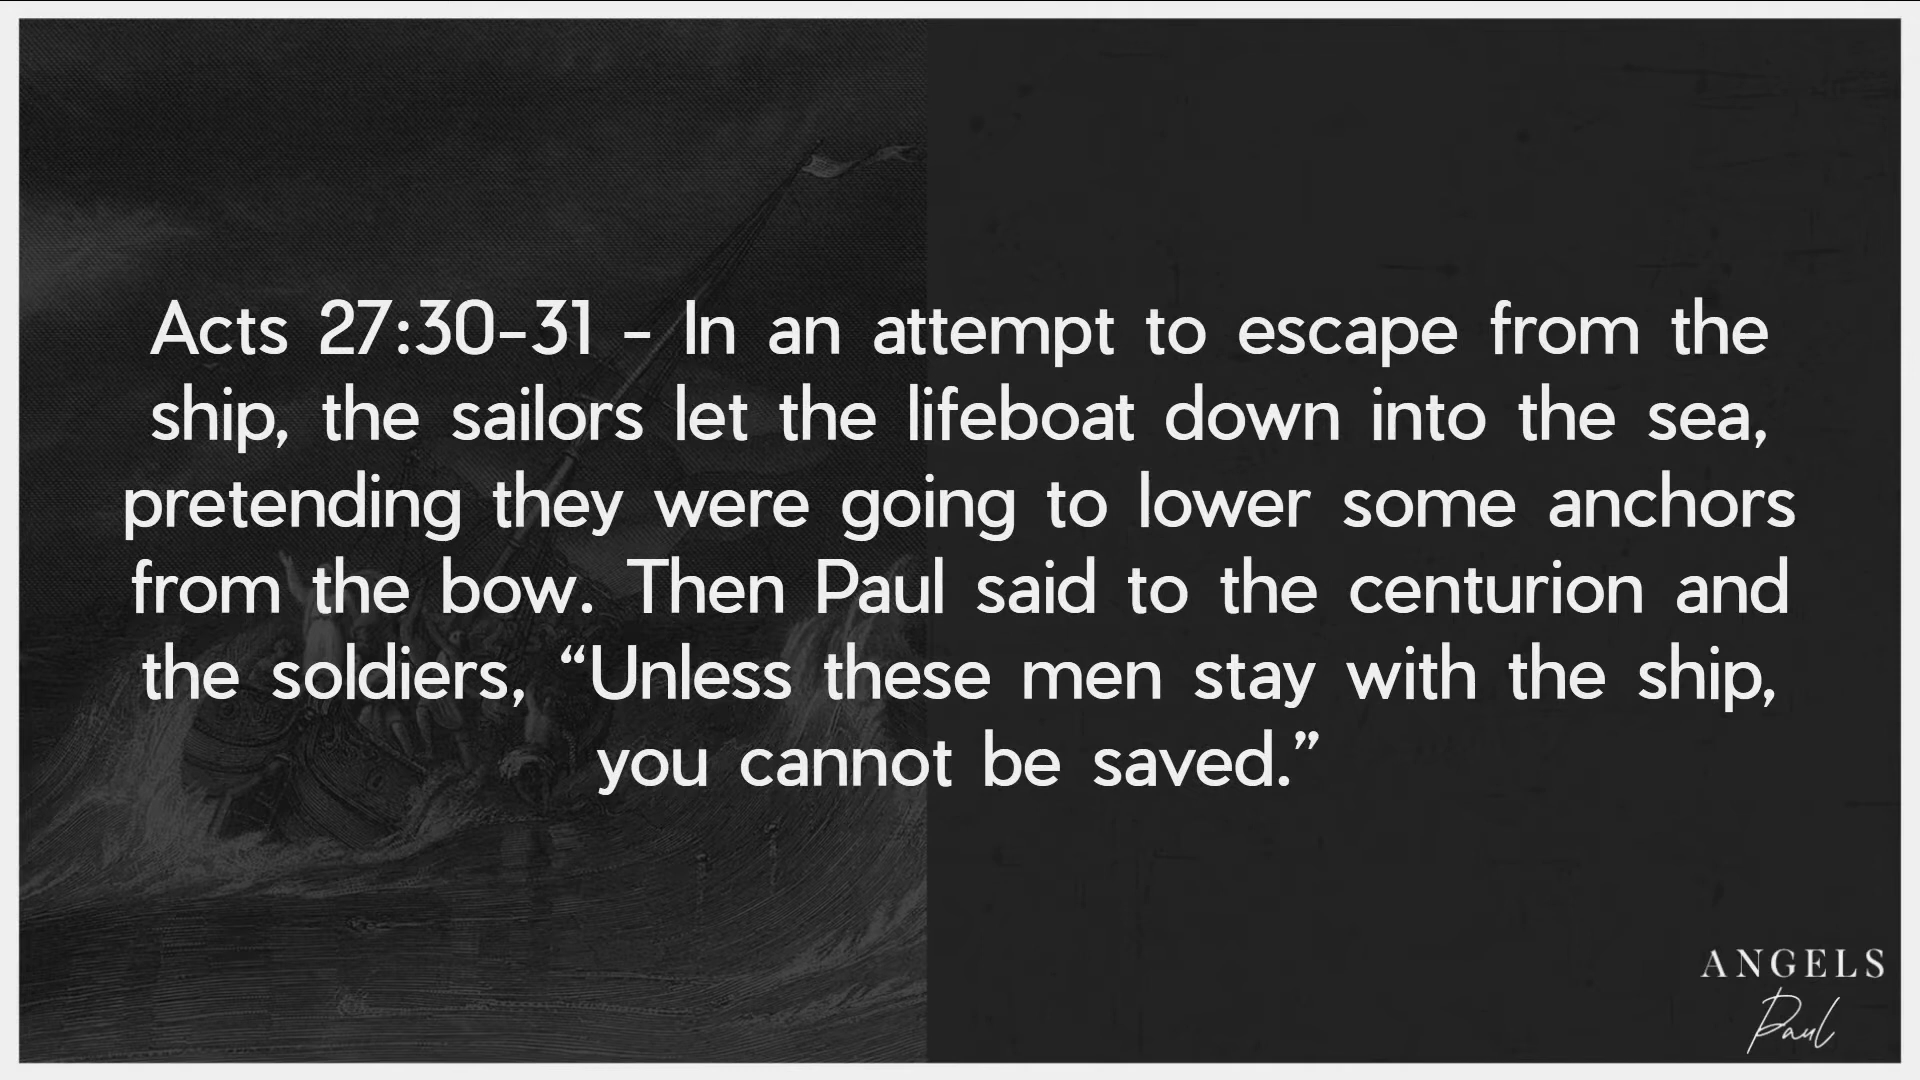 Acts 27:30-31 - In an attempt to escape from the
ship, the sailors let the lifeboat down into the sea,
pretending they were going to lower some anchors
from the bow. Then Paul said to the centurion and
the soldiers, “Unless these men stay with the ship,
you cannot be saved.”
ANGELS
Paul